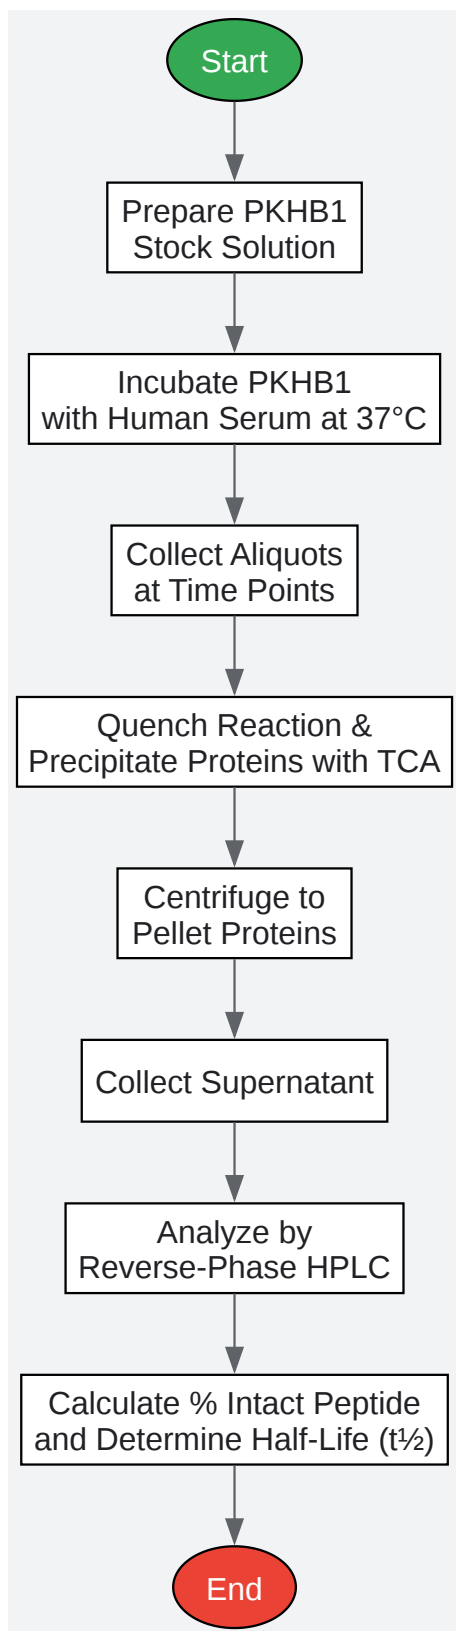 Start
Prepare PKHB1
Stock Solution
Incubate PKHB1
with Human Serum at 37°C
Collect Aliquots
at Time Points
Quench Reaction &
Precipitate Proteins with TCA
Centrifuge to
Pellet Proteins
Collect Supernatant
Analyze by
Reverse-Phase HPLC
Calculate % Intact Peptide
and Determine Half-Life (t½)
End